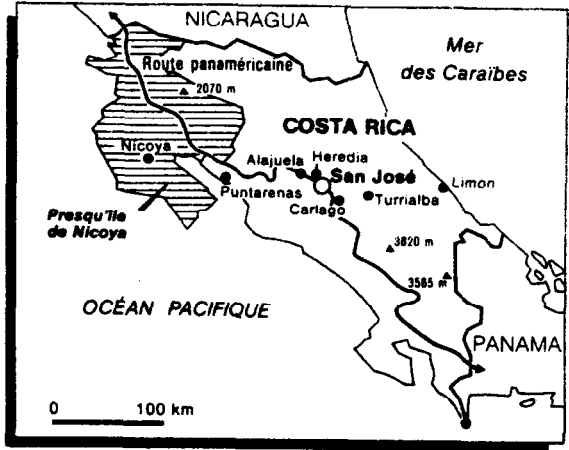 NICARAGUA
Mer
des Caraïbes
Route panaméricaine
2070 m
COSTA RICA
Nicoya
Alajuela
Heredia
San José
Limon
Puntarenas
Carlago
Turrialba
Presqu'île
de Nicoya
3820 m
3585 m
OCÉAN PACIFIQUE
PANAMA
0 100 km